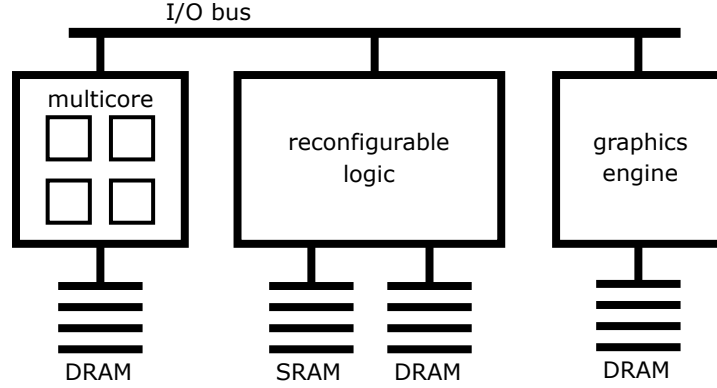 I/O bus
multicore
reconfigurable
logic
graphics
engine
DRAM
SRAM
DRAM
DRAM